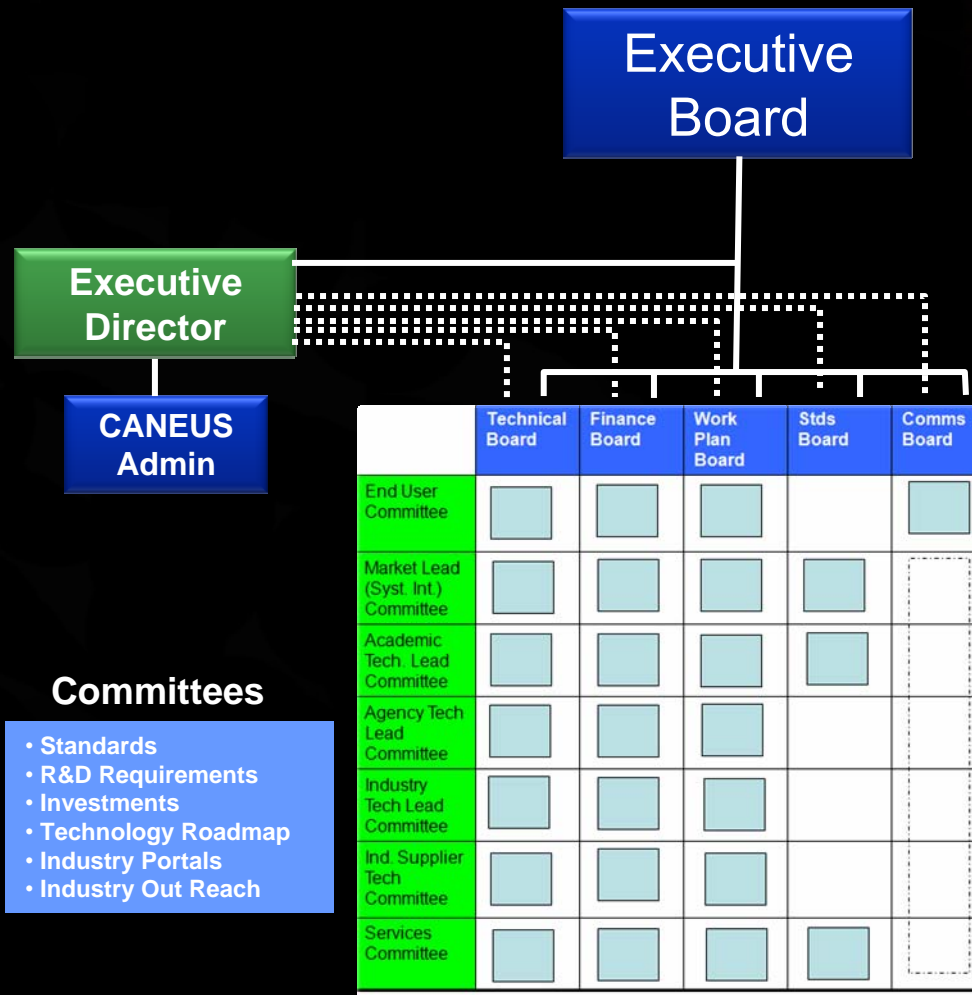 Executive
Board
Executive
Director
CANEUS
Admin
Technical
Board
Finance
Board
Work
Plan
Board
Stds
Board
Comms
Board
End User
Committee
Market Lead
(Syst. Int.)
Committee
Academic
Tech. Lead
Committee
Agency Tech
Lead
Committee
Industry
Tech Lead
Committee
Ind. Supplier
Tech
Committee
Services
Committee
Committees
• Standards
• R&D Requirements
• Investments
• Technology Roadmap
• Industry Portals
• Industry Out Reach